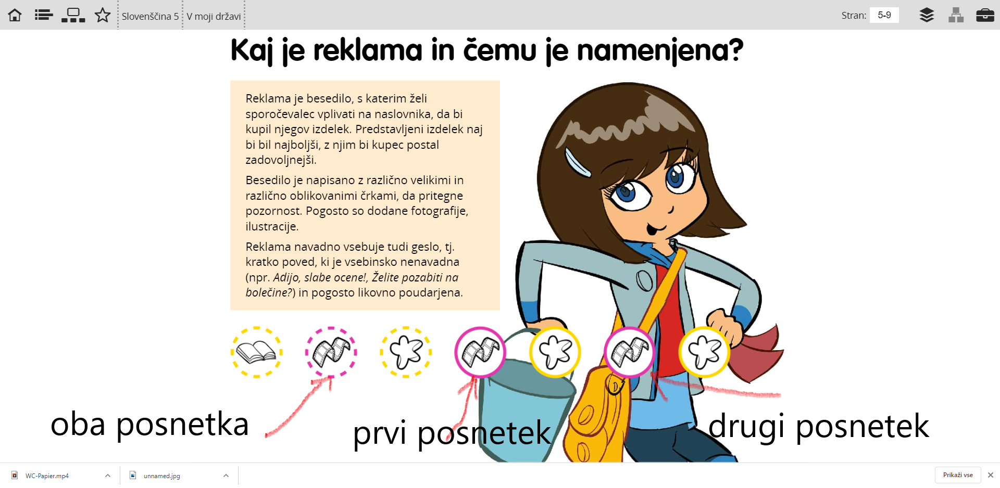 Slovenščina 5 V moji državi Stran: 5-9
Kaj je reklama in čemu je namenjena?
Reklama je besedilo, s katerim želi
sporočevalec vplivati na naslovnika, da bi
kupil njegov izdelek. Predstavljeni izdelek naj
bi bil najboljši, z njim bi kupec postal
zadovoljnejši.
Besedilo je napisano z različno velikimi in
različno oblikovanimi črkami, da pritegne
pozornost. Pogosto so dodane fotografije,
ilustracije.
Reklama navadno vsebuje tudi geslo, tj.
kratko poved, ki je vsebinsko nenavadna
(npr. Adijo, slabe ocene!, Želite pozabiti na
bolečine?) in pogosto likovno poudarjena.
oba posnetka
prvi posnetek
drugi posnetek
WC-Papier.mp4 unnamed.jpg Prikaži vse